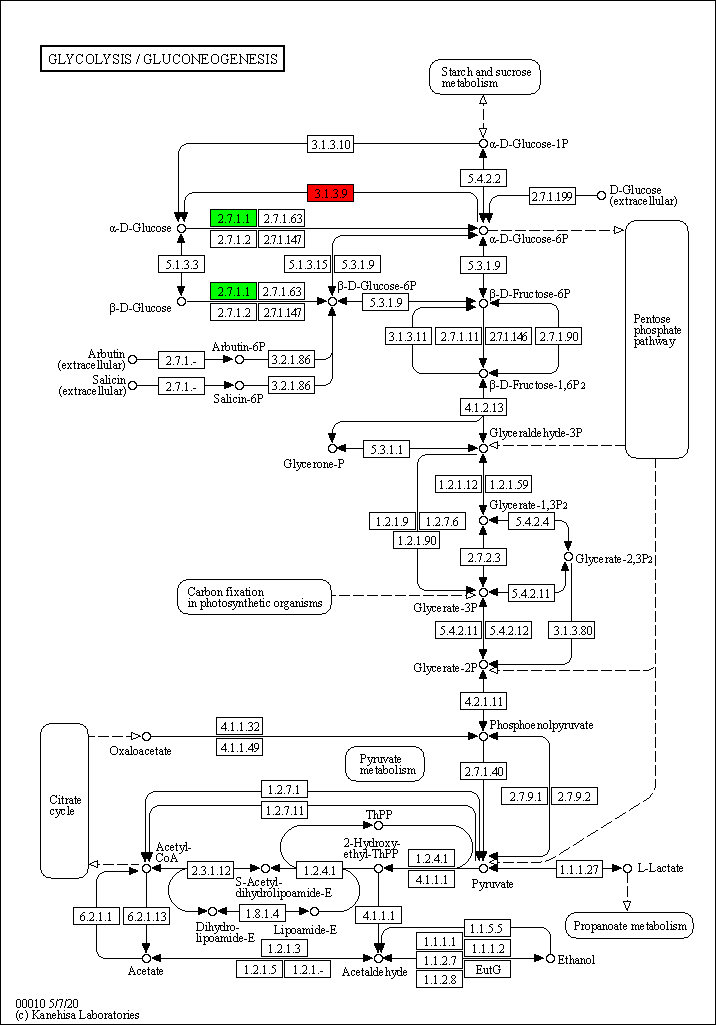 GLYCOLYSIS / GLUCONEOGENESIS
Starch and sucrose
metabolism
3.1.3.10
α-D-Glucose-1P
5.4.2.2
3.1.3.9
2.7.1.199
D-Glucose
(extracellular)
2.7.1.1
2.7.1.63
α-D-Glucose
2.7.1.2
2.7.1.147
α-D-Glucose-6P
5.1.3.3
5.1.3.15
5.3.1.9
5.3.1.9
2.7.1.1
2.7.1.63
β-D-Glucose-6P
β-D-Glucose
2.7.1.2
2.7.1.147
5.3.1.9
β-D-Fructose-6P
Pentose
phosphate
pathway
3.1.3.11
2.7.1.11
2.7.1.146
2.7.1.90
Arbutin
(extracellular)
2.7.1.-
Arbutin-6P
3.2.1.86
Salicin
(extracellular)
2.7.1.-
Salicin-6P
3.2.1.86
β-D-Fructose-1,6P2
4.1.2.13
Glyceraldehyde-3P
5.3.1.1
Glycerone-P
1.2.1.12
1.2.1.59
Glycerate-1,3P2
1.2.1.9
1.2.7.6
5.4.2.4
1.2.1.90
2.7.2.3
Glycerate-2,3P2
Carbon fixation
in photosynthetic organisms
5.4.2.11
Glycerate-3P
5.4.2.11
5.4.2.12
3.1.3.80
Glycerate-2P
4.2.1.11
4.1.1.32
Phosphoenolpyruvate
Oxaloacetate
4.1.1.49
Pyruvate
metabolism
2.7.1.40
Citrate
cycle
1.2.7.1
2.7.9.1
2.7.9.2
1.2.7.11
ThPP
Acetyl-
CoA
2-Hydroxy-
ethyl-ThPP
2.3.1.12
1.2.4.1
1.2.4.1
1.1.1.27
L-Lactate
S-Acetyl-
dihydrolipoamide-E
4.1.1.1
Pyruvate
6.2.1.1
6.2.1.13
1.8.1.4
4.1.1.1
Dihydro-
lipoamide-E
Lipoamide-E
Propanoate metabolism
1.1.5.5
1.2.1.3
1.1.1.1
1.1.1.2
Acetate
1.2.1.5
1.2.1.-
Acetaldehyde
1.1.2.7
EutG
Ethanol
1.1.2.8
00010 5/7/20
(c) Kanehisa Laboratories